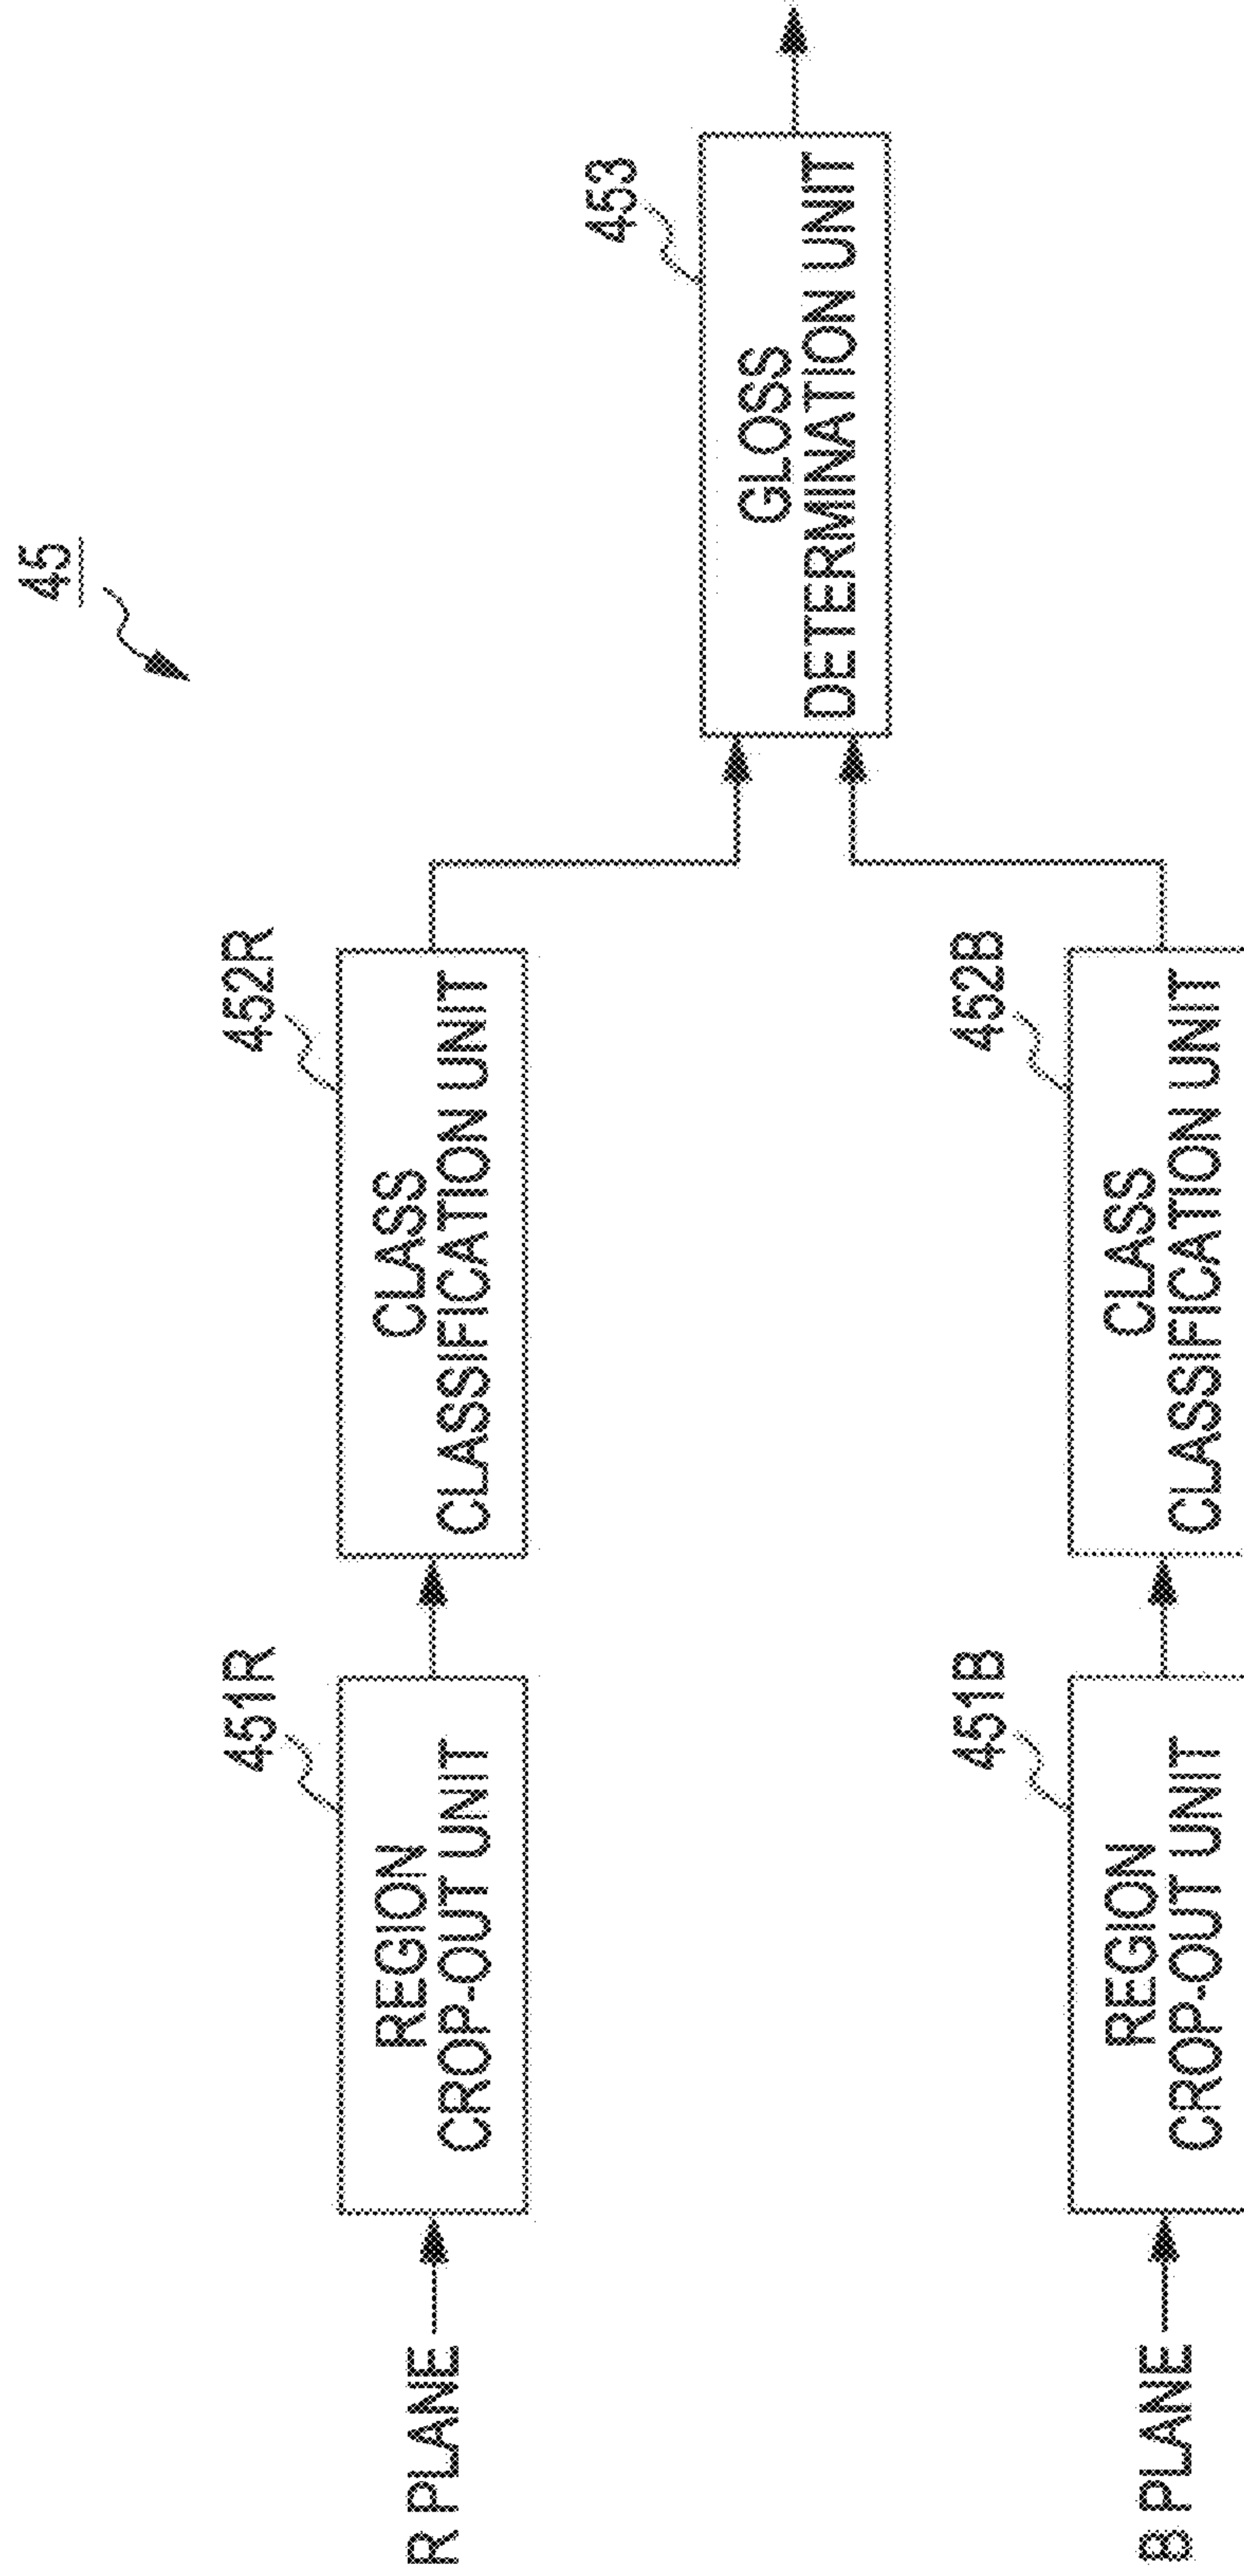 45
R PLANE
451R
REGION
CROP-OUT UNIT
452R
CLASS
CLASSIFICATION UNIT
453
GLOSS
DETERMINATION UNIT
B PLANE
451B
REGION
CROP-OUT UNIT
452B
CLASS
CLASSIFICATION UNIT